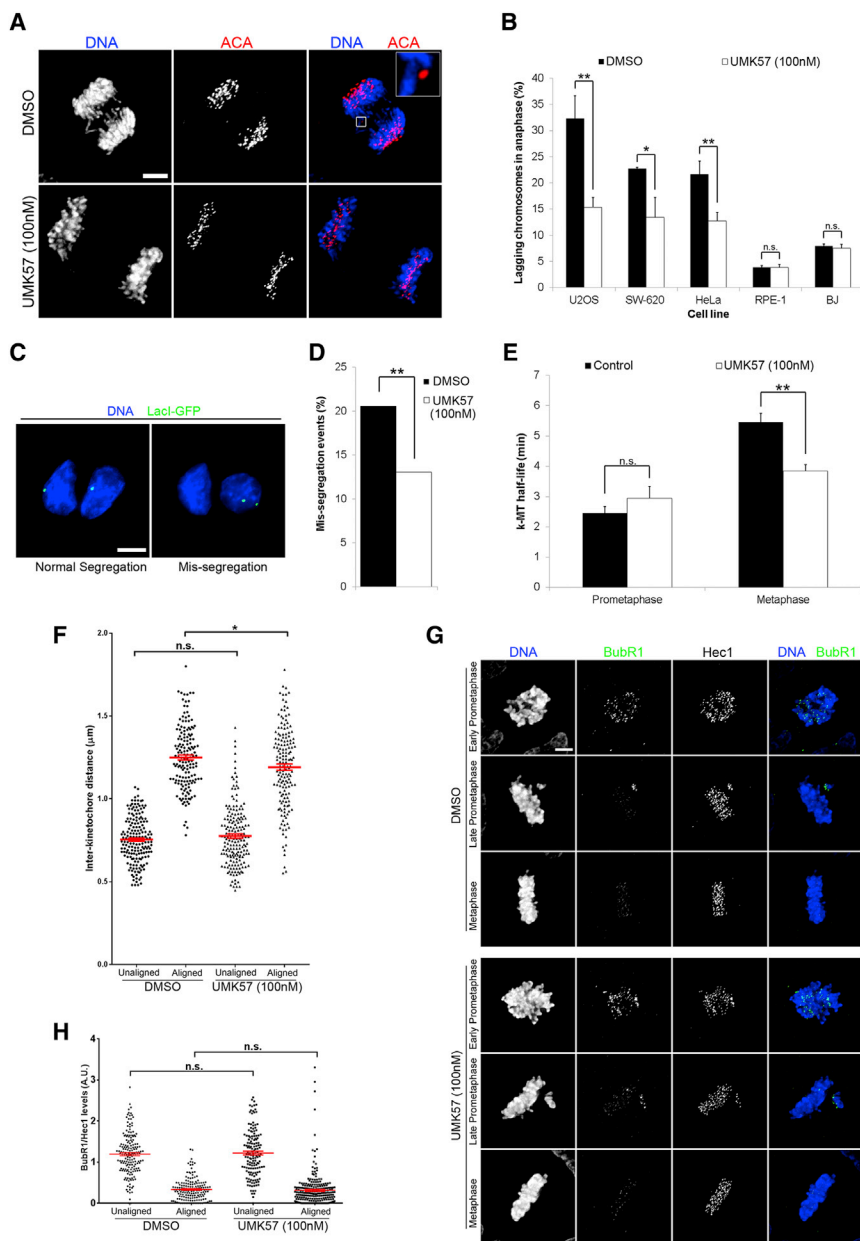 A
DNA
ACA
DNA ACA
DMSO
UMK57 (100nM)
B
DMSO
UMK57 (100nM)
Lagging chromosomes in anaphase (%)
40
35
30
25
20
15
10
5
0
**
*
**
n.s.
n.s.
U2OS
SW-620
HeLa
RPE-1
BJ
Cell line
C
DNA LacI-GFP
Normal Segregation
Mis-segregation
D
DMSO
UMK57
(100nM)
Mis-segregation events (%)
25
20
15
10
5
0
**
E
Control
UMK57 (100nM)
k-MT half-life (min)
7
6
5
4
3
2
1
0
n.s.
**
Prometaphase
Metaphase
F
Inter-kinetochore distance (μm)
2.0
1.5
1.0
0.5
0.0
*
n.s.
Unaligned
Aligned
Unaligned
Aligned
DMSO
UMK57 (100nM)
G
DNA
BubR1
Hec1
DNA BubR1
DMSO
Early Prometaphase
Late Prometaphase
Metaphase
UMK57 (100nM)
Early Prometaphase
Late Prometaphase
Metaphase
H
BubR1/Hec1 levels (A.U.)
4
3
2
1
0
n.s.
n.s.
Unaligned
Aligned
Unaligned
Aligned
DMSO
UMK57 (100nM)